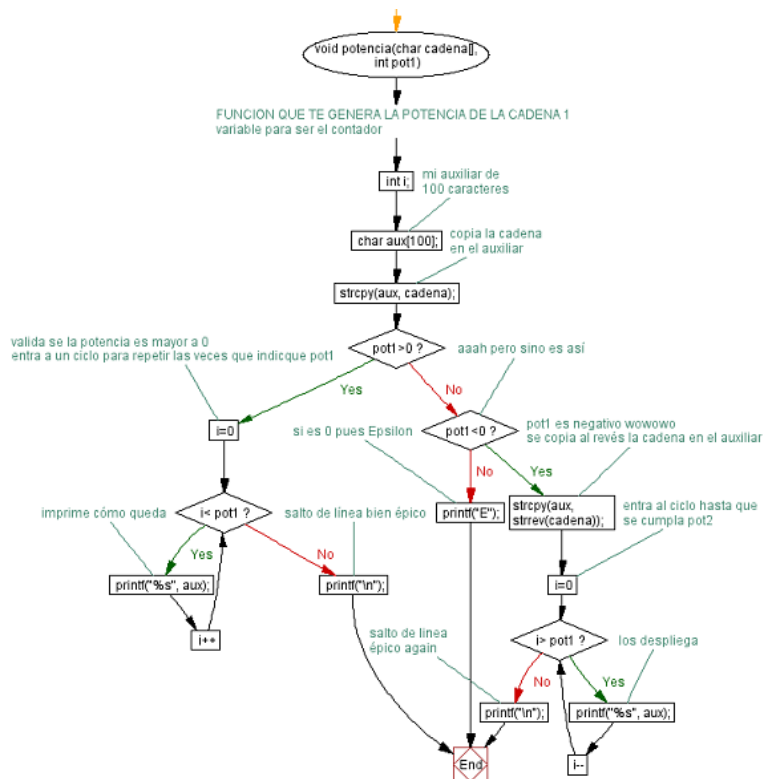 void potencia(char cadena[],
int pot1)
FUNCION QUE TE GENERA LA POTENCIA DE LA CADENA 1
variable para ser el contador
int i;
mi auxiliar de
100 caracteres
char aux[100];
copia la cadena
en el auxiliar
strcpy(aux, cadena);
valida se la potencia es mayor a 0
entra a un ciclo para repetir las veces que indicque pot1
pot1>0 ?
aaah pero sino es así
Yes
No
i=0
si es 0 pues Epsilon
pot1<0 ?
pot1 es negativo wowowo
se copia al revés la cadena en el auxiliar
No
Yes
imprime cómo queda
i< pot1 ?
salto de línea bien épico
printf("E");
strcpy(aux,
strrev(cadena));
entra al ciclo hasta que
se cumpla pot2
Yes
No
printf("%s", aux);
printf("\n");
i=0
i++
salto de linea
épico again
i> pot1 ?
los despliega
No
Yes
printf("\n");
printf("%s", aux);
End
i--